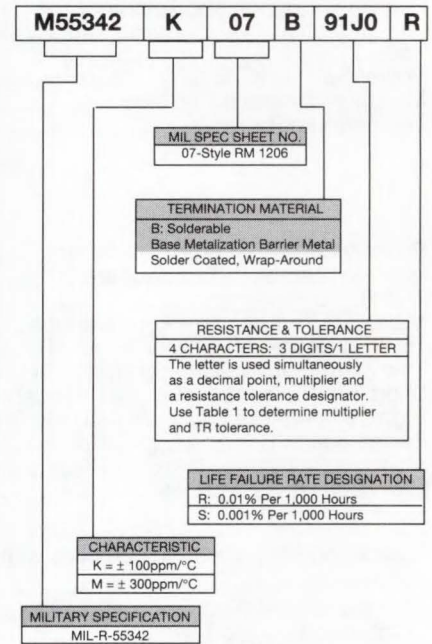 M55342 K 07 B 91J0 R
MIL SPEC SHEET NO.
07-Style RM 1206
TERMINATION MATERIAL
B: Solderable
Base Metalization Barrier Metal
Solder Coated, Wrap-Around
RESISTANCE & TOLERANCE
4 CHARACTERS: 3 DIGITS/1 LETTER
The letter is used simultaneously
as a decimal point, multiplier and
a resistance tolerance designator.
Use Table 1 to determine multiplier
and TR tolerance.
LIFE FAILURE RATE DESIGNATION
R: 0.01% Per 1,000 Hours
S: 0.001% Per 1,000 Hours
CHARACTERISTIC
K = ± 100ppm/°C
M = ± 300ppm/°C
MILITARY SPECIFICATION
MIL-R-55342